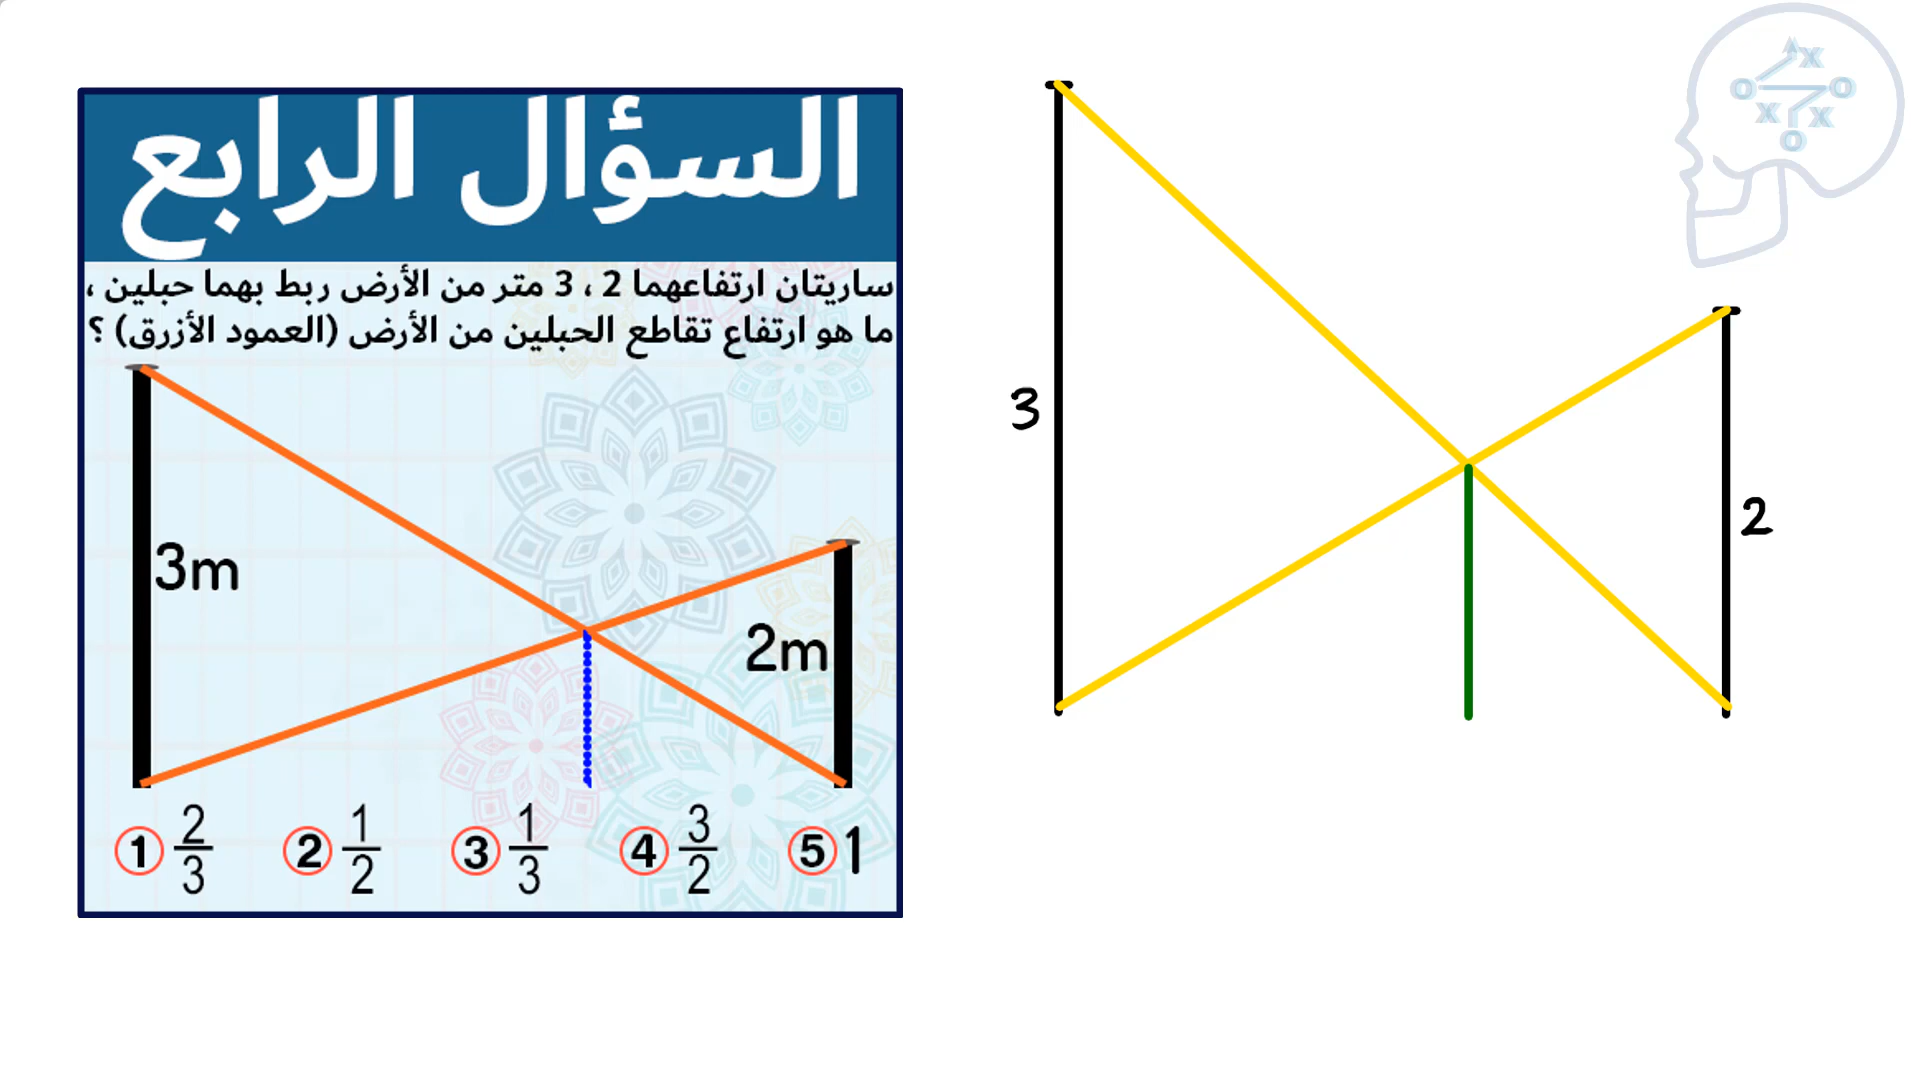 السؤال الرابع
ساريتان ارتفاعهما 2 ، 3 متر من الأرض ربط بهما حبلين ،
ما هو ارتفاع تقاطع الحبلين من الأرض (العمود الأزرق) ؟
3m
2m
1 2/3 2 1/2 3 1/3 4 3/2 5 1
3
2
X
O O
X X
O